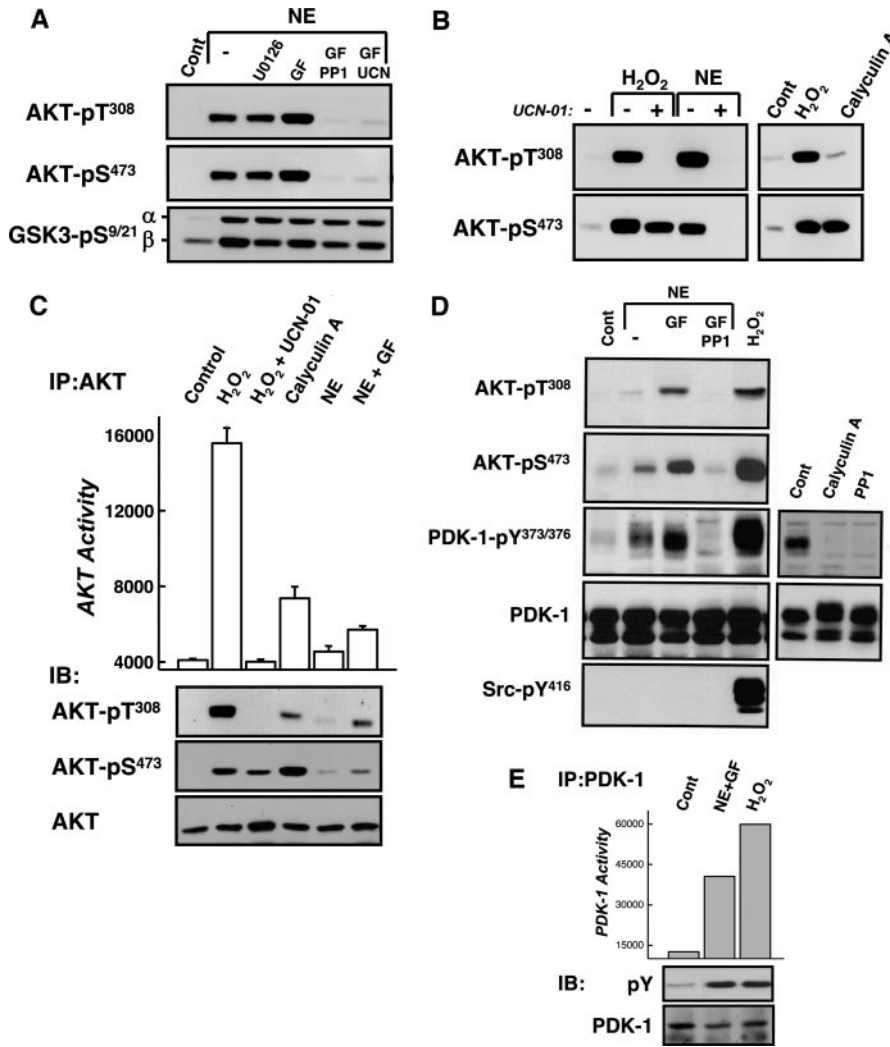 A
NE
Cont
-
U0126
GF
GF PP1
GF UCN
AKT-pT308
AKT-pS473
GSK3-pS9/21
α
β
B
H2O2
NE
UCN-01:
-
-
+
-
+
Cont
H2O2
Calyculin A
AKT-pT308
AKT-pS473
C
IP:AKT
Control
H2O2
H2O2 + UCN-01
Calyculin A
NE
NE + GF
AKT Activity
16000
12000
8000
4000
IB:
AKT-pT308
AKT-pS473
AKT
D
NE
Cont
-
GF
GF PP1
H2O2
AKT-pT308
AKT-pS473
PDK-1-pY373/376
PDK-1
Src-pY416
Cont
Calyculin A
PP1
E
IP:PDK-1
Cont
NE+GF
H2O2
PDK-1 Activity
60000
45000
30000
15000
IB:
pY
PDK-1